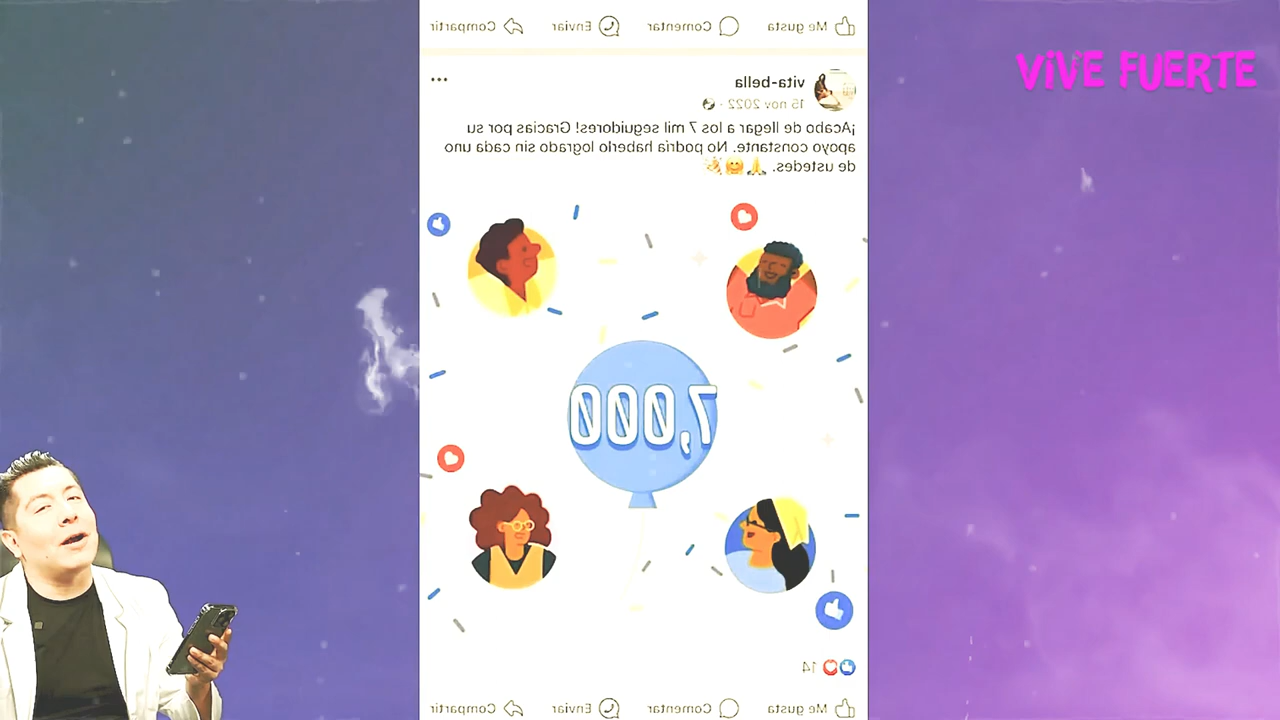 Me gusta Comentar Enviar Compartir
VIVE FUERTE
vita-bella
15 nov 2022 ·
¡Acabo de llegar a los 7 mil seguidores! Gracias por su
apoyo constante. No podría haberlo logrado sin cada uno
de ustedes. 🙏🤗🎉
7,000
14
Me gusta Comentar Enviar Compartir